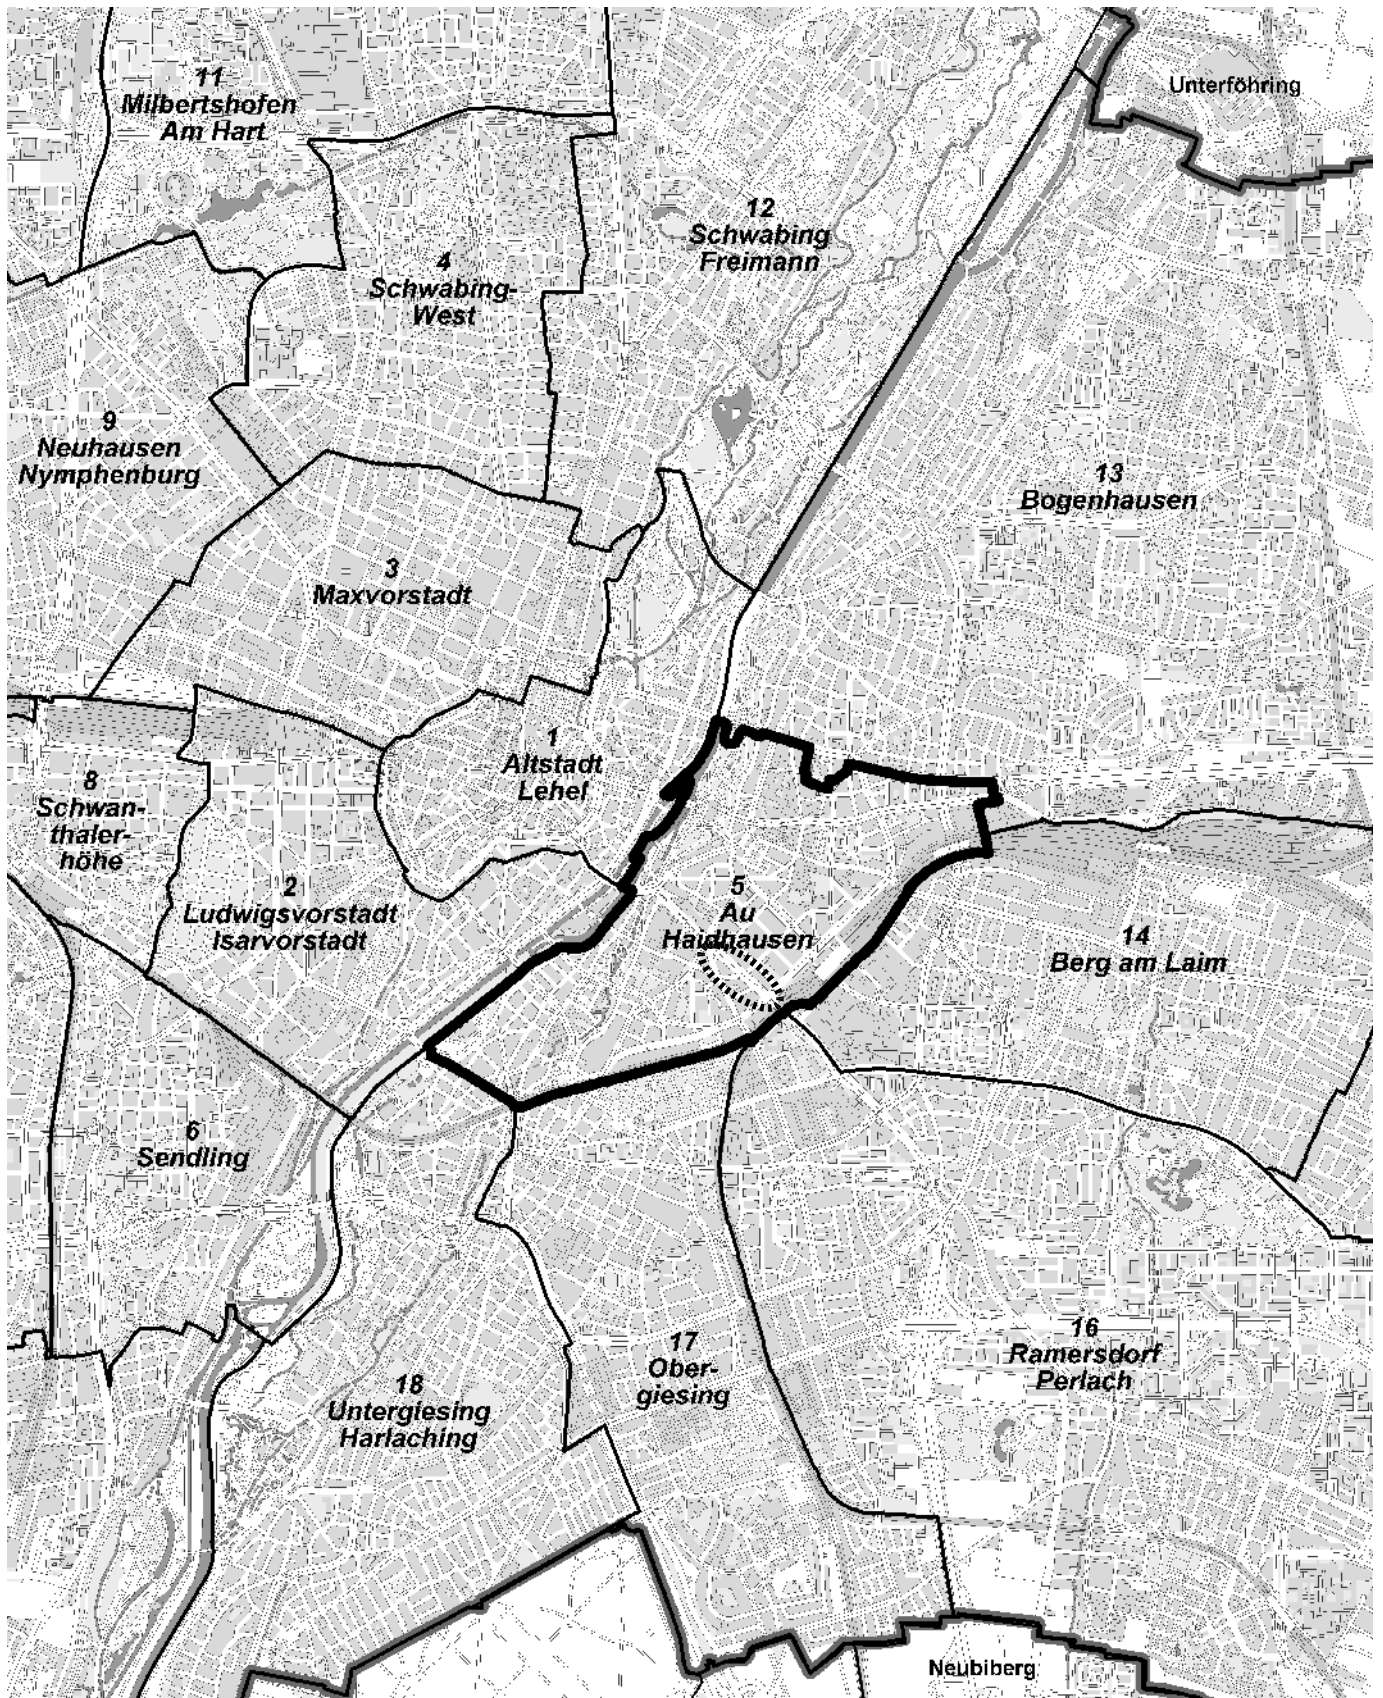 11
Milbertshofen
Am Hart
Unterföhring
12
Schwabing
Freimann
4
Schwabing-
West
9
Neuhausen
Nymphenburg
13
Bogenhausen
3
Maxvorstadt
1
Altstadt
Lehel
8
Schwan-
thaler-
höhe
2
Ludwigsvorstadt
Isarvorstadt
5
Au
Haidhausen
14
Berg am Laim
6
Sendling
16
Ramersdorf
Perlach
17
Ober-
giesing
18
Untergiesing
Harlaching
Neubiberg